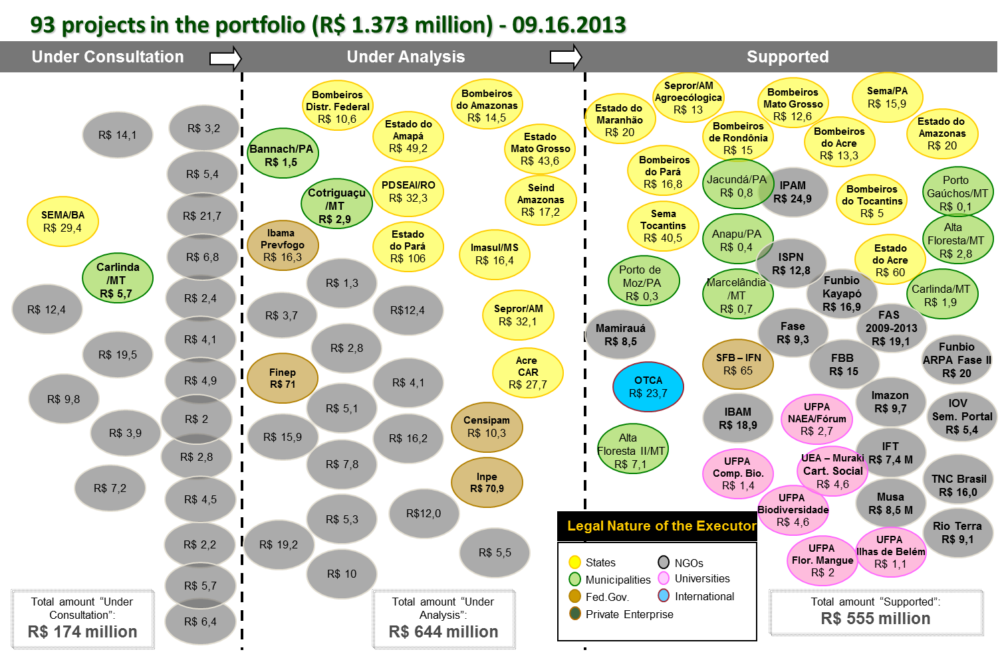 93 projects in the portfolio (R$ 1.373 million) - 09.16.2013
Under Consultation
Under Analysis
Supported
R$ 14,1
R$ 3,2
R$ 5,4
R$ 21,7
SEMA/BA
R$ 29,4
R$ 6,8
Carlinda
/MT
R$ 5,7
R$ 2,4
R$ 12,4
R$ 4,1
R$ 19,5
R$ 4,9
R$ 9,8
R$ 2
R$ 3,9
R$ 2,8
R$ 7,2
R$ 4,5
R$ 2,2
R$ 5,7
R$ 6,4
Total amount “Under
Consultation”:
R$ 174 million
Bombeiros
Distr. Federal
R$ 10,6
Bombeiros
do Amazonas
R$ 14,5
Estado do
Amapá
R$ 49,2
Bannach/PA
R$ 1,5
Estado
Mato Grosso
R$ 43,6
PDSEAI/RO
R$ 32,3
Cotriguaçu
/MT
R$ 2,9
Seind
Amazonas
R$ 17,2
Ibama
Prevfogo
R$ 16,3
Estado
do Pará
R$ 106
Imasul/MS
R$ 16,4
R$ 1,3
R$ 3,7
R$12,4
Sepror/AM
R$ 32,1
R$ 2,8
Finep
R$ 71
R$ 4,1
Acre
CAR
R$ 27,7
R$ 5,1
Censipam
R$ 10,3
R$ 15,9
R$ 16,2
R$ 7,8
Inpe
R$ 70,9
R$ 5,3
R$12,0
R$ 19,2
R$ 5,5
R$ 10
Total amount “Under
Analysis”:
R$ 644 million
Estado do
Maranhão
R$ 20
Sepror/AM
Agroecólogica
R$ 13
Bombeiros
Mato Grosso
R$ 12,6
Sema/PA
R$ 15,9
Bombeiros
de Rondônia
R$ 15
Bombeiros
do Acre
R$ 13,3
Estado do
Amazonas
R$ 20
Bombeiros
do Pará
R$ 16,8
Jacundá/PA
R$ 0,8
IPAM
R$ 24,9
Bombeiros
do Tocantins
R$ 5
Porto
Gaúchos/MT
R$ 0,1
Sema
Tocantins
R$ 40,5
Anapu/PA
R$ 0,4
Alta
Floresta/MT
R$ 2,8
ISPN
R$ 12,8
Estado
do Acre
R$ 60
Porto de
Moz/PA
R$ 0,3
Marcelândia
/MT
R$ 0,7
Funbio
Kayapó
R$ 16,9
Carlinda/MT
R$ 1,9
Mamirauá
R$ 8,5
Fase
R$ 9,3
FAS
2009-2013
R$ 19,1
SFB – IFN
R$ 65
FBB
R$ 15
Funbio
ARPA Fase II
R$ 20
OTCA
R$ 23,7
IBAM
R$ 18,9
UFPA
NAEA/Fórum
R$ 2,7
Imazon
R$ 9,7
IOV
Sem. Portal
R$ 5,4
Alta
Floresta II/MT
R$ 7,1
UFPA
Comp. Bio.
R$ 1,4
UEA – Muraki
Cart. Social
R$ 4,6
IFT
R$ 7,4 M
TNC Brasil
R$ 16,0
UFPA
Biodiversidade
R$ 4,6
Musa
R$ 8,5 M
Rio Terra
R$ 9,1
UFPA
Flor. Mangue
R$ 2
UFPA
Ilhas de Belém
R$ 1,1
Legal Nature of the Executor
States
NGOs
Municipalities
Universities
Fed.Gov.
International
Private Enterprise
Total amount “Supported”:
R$ 555 million